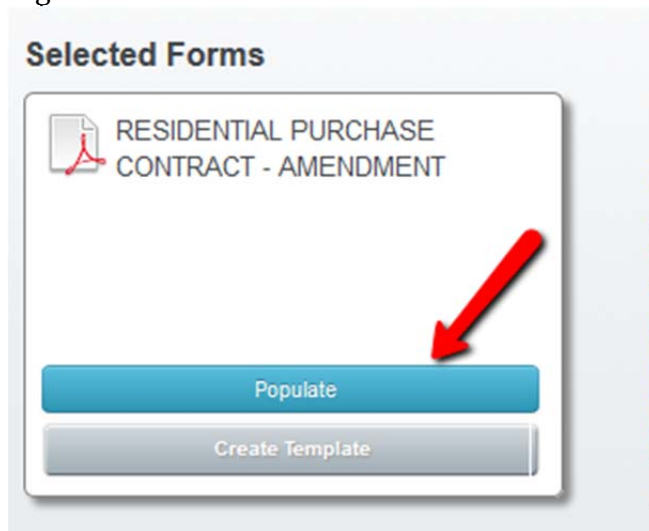 Selected Forms
RESIDENTIAL PURCHASE
CONTRACT - AMENDMENT
Populate
Create Template